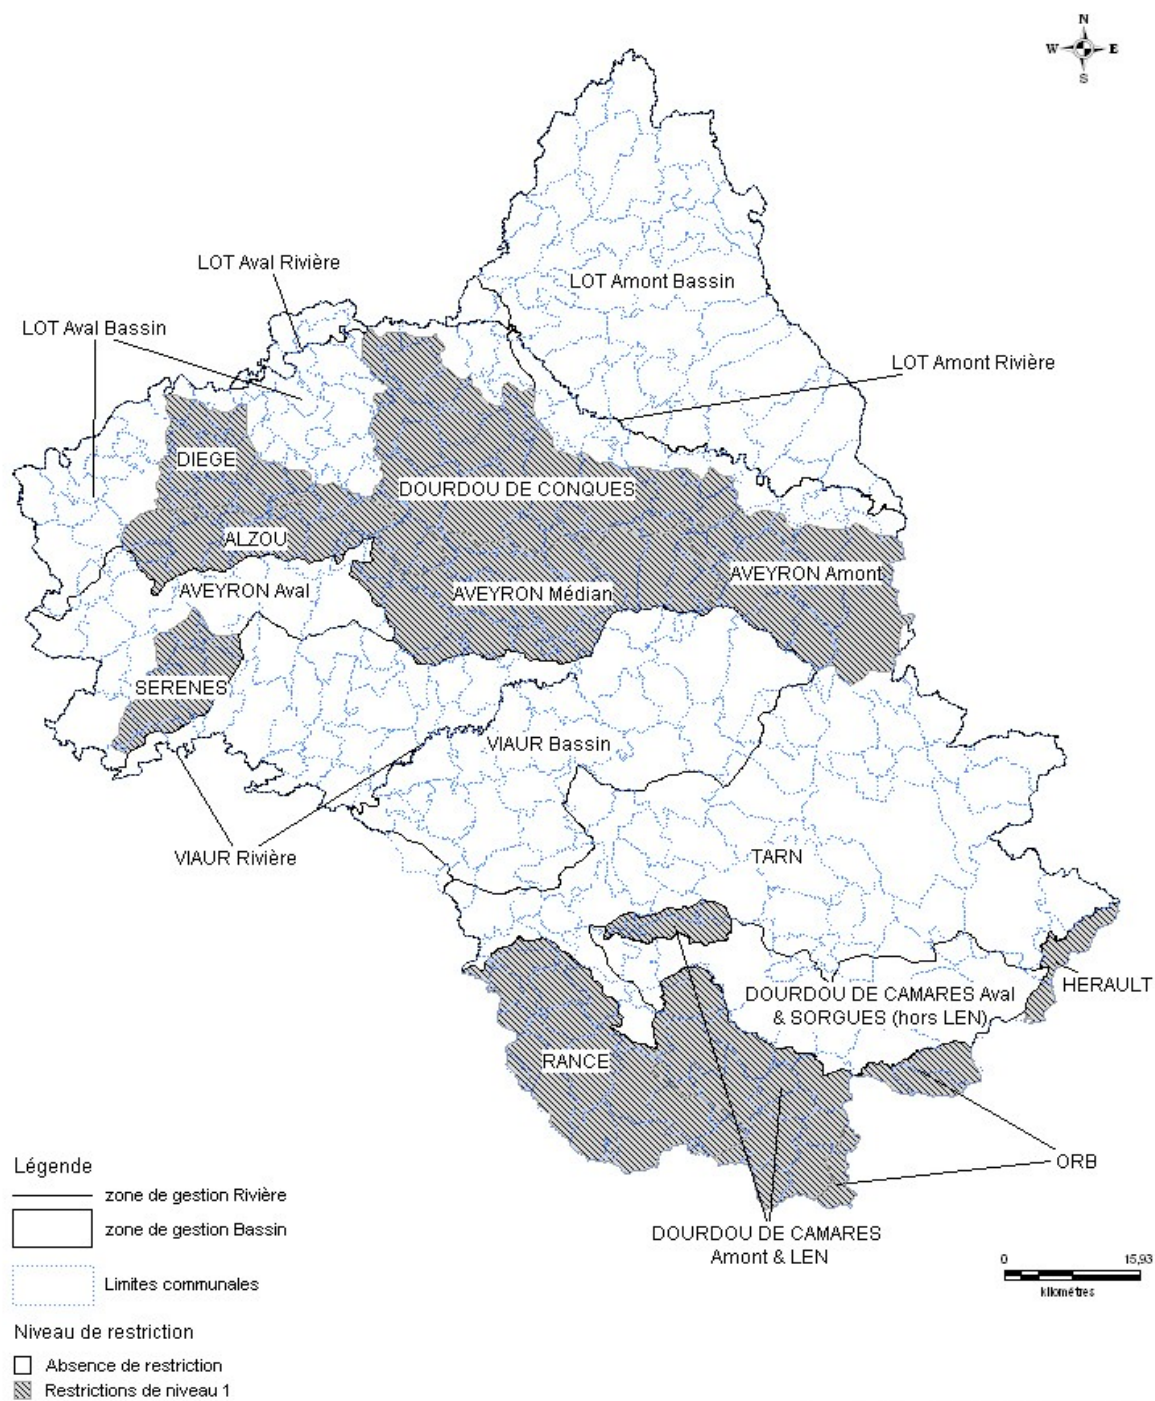 N
W E
S
LOT Aval Rivière
LOT Amont Bassin
LOT Aval Bassin
LOT Amont Rivière
DIEGE
DOURDOU DE CONQUES
ALZOU
AVEYRON Amont
AVEYRON Aval
AVEYRON Médian
SERENES
VIAUR Bassin
VIAUR Rivière
TARN
HERAULT
DOURDOU DE CAMARES Aval
& SORGUES (hors LEN)
RANCE
ORB
DOURDOU DE CAMARES
Amont & LEN
Légende
zone de gestion Rivière
zone de gestion Bassin
Limites communales
Niveau de restriction
Absence de restriction
Restrictions de niveau 1
0 15,93
kilomètres